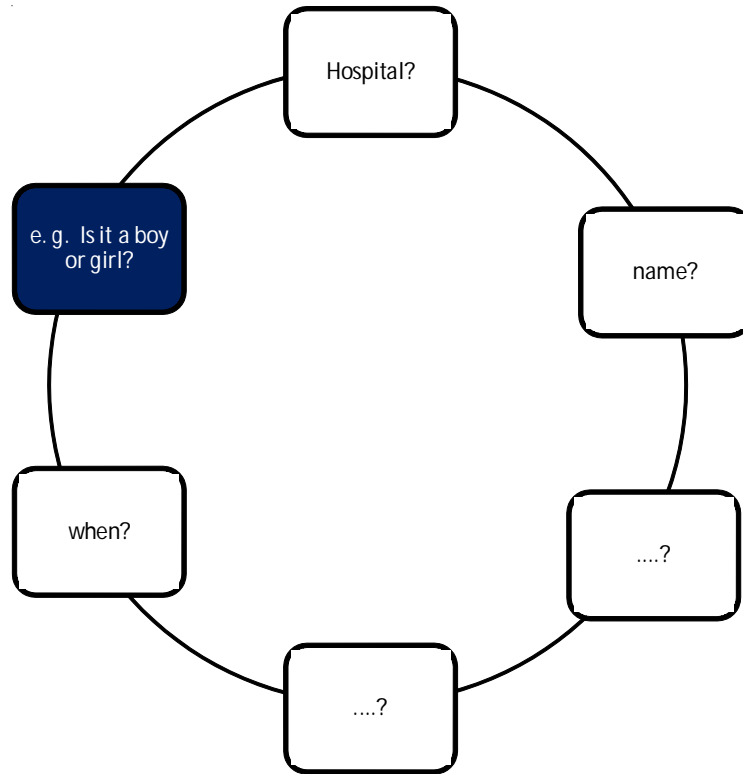 Hospital?
e. g. Is it a boy
or girl?
name?
when?
....?
....?